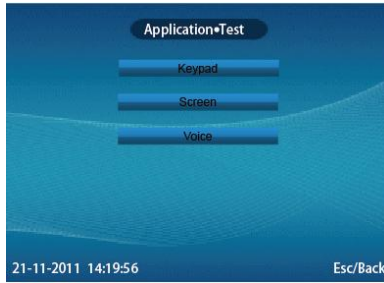 Application•Test
Keypad
Screen
Voice
21-11-2011 14:19:56 Esc/Back